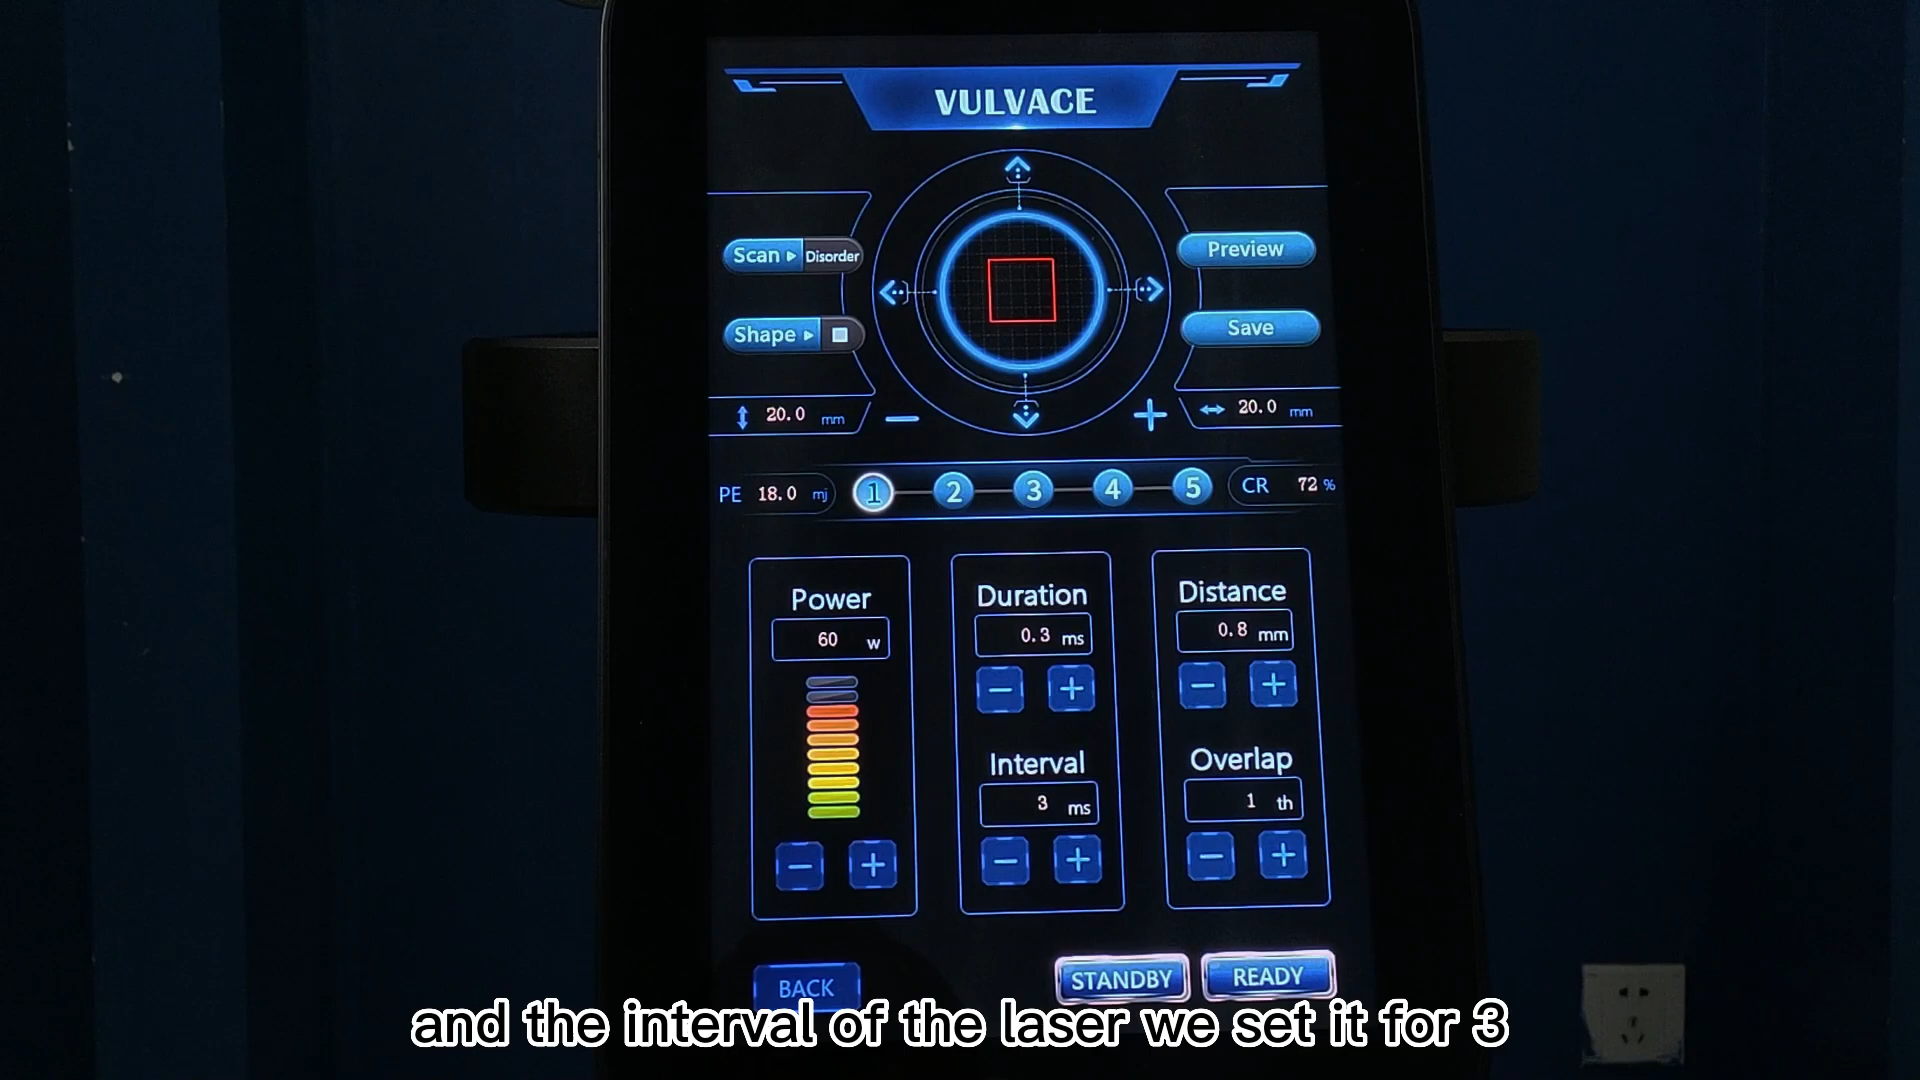 VULVACE
Scan Disorder
Preview
Shape
Save
20.0 mm
20.0 mm
PE 18.0 mj
1 2 3 4 5
CR 72 %
Power
60 w
Duration
0.3 ms
Distance
0.8 mm
Interval
3 ms
Overlap
1 th
BACK
STANDBY
READY
and the interval of the laser we set it for 3